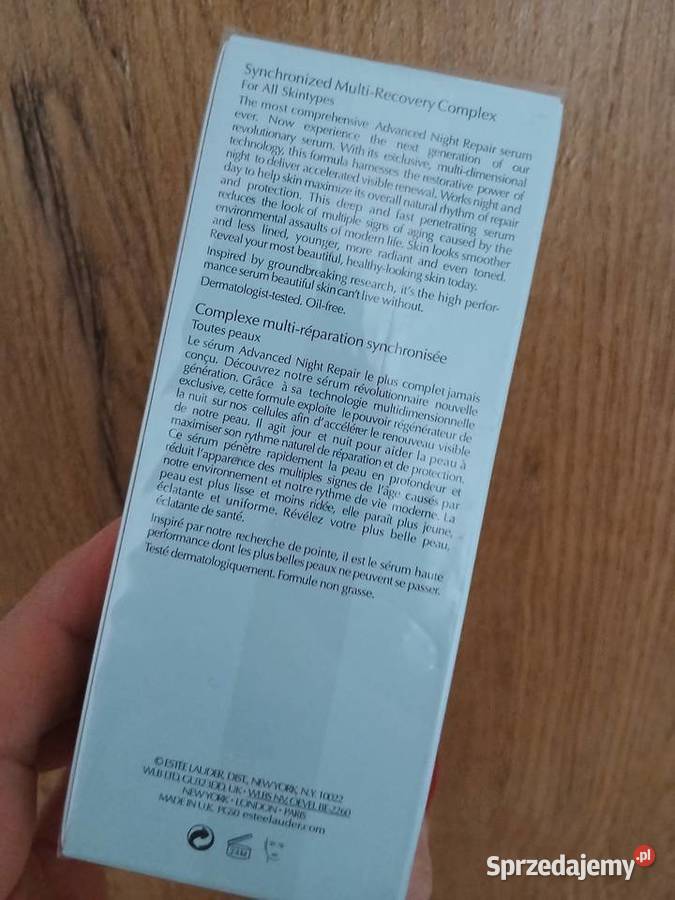 Synchronized Multi-Recovery Complex
For All Skintypes
The most comprehensive Advanced Night Repair serum
ever. Now experience the next generation of our
revolutionary serum. With its exclusive, multi-dimensional
technology, this formula harnesses the restorative power of
night to deliver accelerated visible renewal. Works night and
day to help skin maximize its overall natural rhythm of repair
and protection. This deep and fast penetrating serum
reduces the look of multiple signs of aging caused by the
environmental assaults of modern life. Skin looks smoother
and less lined, younger, more radiant and even toned.
Reveal your most beautiful, healthy-looking skin today.
Inspired by groundbreaking research, it's the high perfor-
mance serum beautiful skin can't live without.
Dermatologist-tested. Oil-free.
Complexe multi-réparation synchronisée
Toutes peaux
Le sérum Advanced Night Repair le plus complet jamais
conçu. Découvrez notre sérum révolutionnaire nouvelle
génération. Grâce à sa technologie multidimensionnelle
exclusive, cette formule exploite le pouvoir régénérateur de
la nuit sur nos cellules afin d'accélérer le renouveau visible
de notre peau. Il agit jour et nuit pour aider la peau à
maximiser son rythme naturel de réparation et de protection.
Ce sérum pénètre rapidement la peau en profondeur et
réduit l'apparence des multiples signes de l'âge causés par
notre environnement et notre rythme de vie moderne. La
peau est plus lisse et moins ridée, elle paraît plus jeune,
éclatante et uniforme. Révélez votre plus belle peau,
éclatante de santé.
Inspiré par notre recherche de pointe, il est le sérum haute
performance dont les plus belles peaux ne peuvent se passer.
Testé dermatologiquement. Formule non grasse.
© ESTEE LAUDER, DIST., NEW YORK, N.Y. 10022
WLB LTD, GU32 3DD, UK • WLBS NV, OEVEL BE-2260
NEW YORK • LONDON • PARIS
MADE IN U.K. esteelauder.com
Sprzedajemy.pl